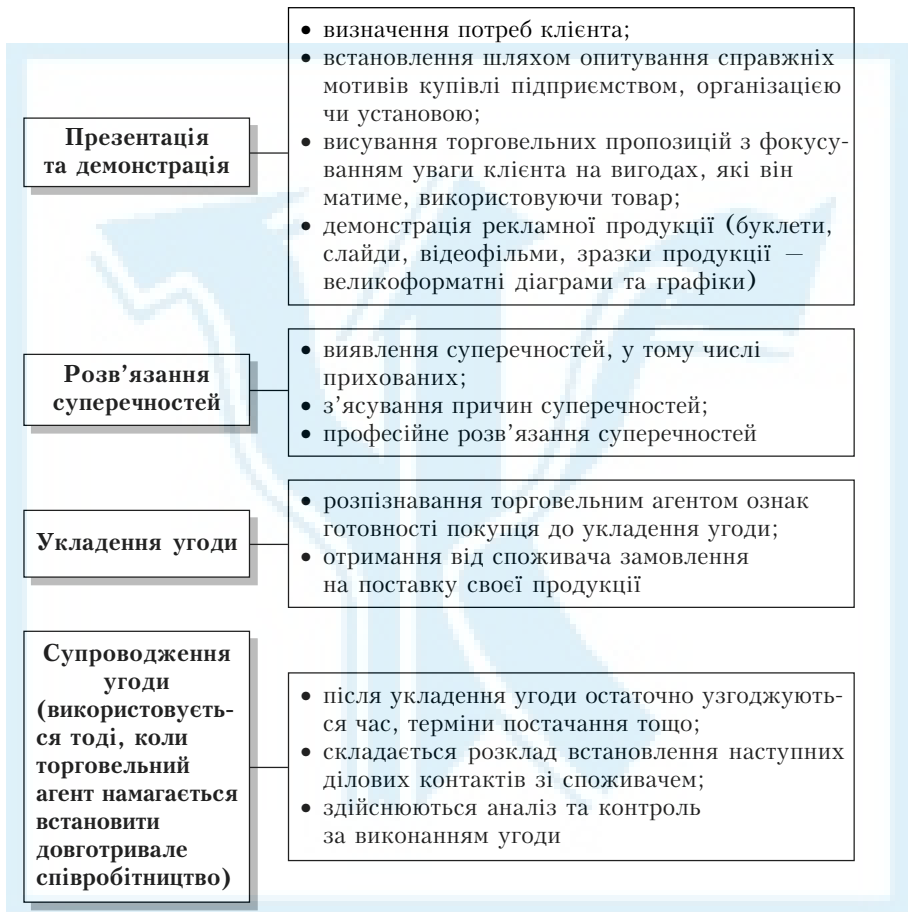 Презентація
та демонстрація
• визначення потреб клієнта;
• встановлення шляхом опитування справжніх
мотивів купівлі підприємством, організацією
чи установою;
• висування торговельних пропозицій з фокусу-
ванням уваги клієнта на вигодах, які він
матиме, використовуючи товар;
• демонстрація рекламної продукції (буклети,
слайди, відеофільми, зразки продукції —
великоформатні діаграми та графіки)
Розв'язання
суперечностей
• виявлення суперечностей, у тому числі
прихованих;
• з'ясування причин суперечностей;
• професійне розв'язання суперечностей
Укладення угоди
• розпізнавання торговельним агентом ознак
готовності покупця до укладення угоди;
• отримання від споживача замовлення
на поставку своєї продукції
Супроводження
угоди
(використовуєть-
ся тоді, коли
торговельний
агент намагається
встановити
довготривале
співробітництво)
• після укладення угоди остаточно узгоджують-
ся час, терміни постачання тощо;
• складається розклад встановлення наступних
ділових контактів зі споживачем;
• здійснюються аналіз та контроль
за виконанням угоди